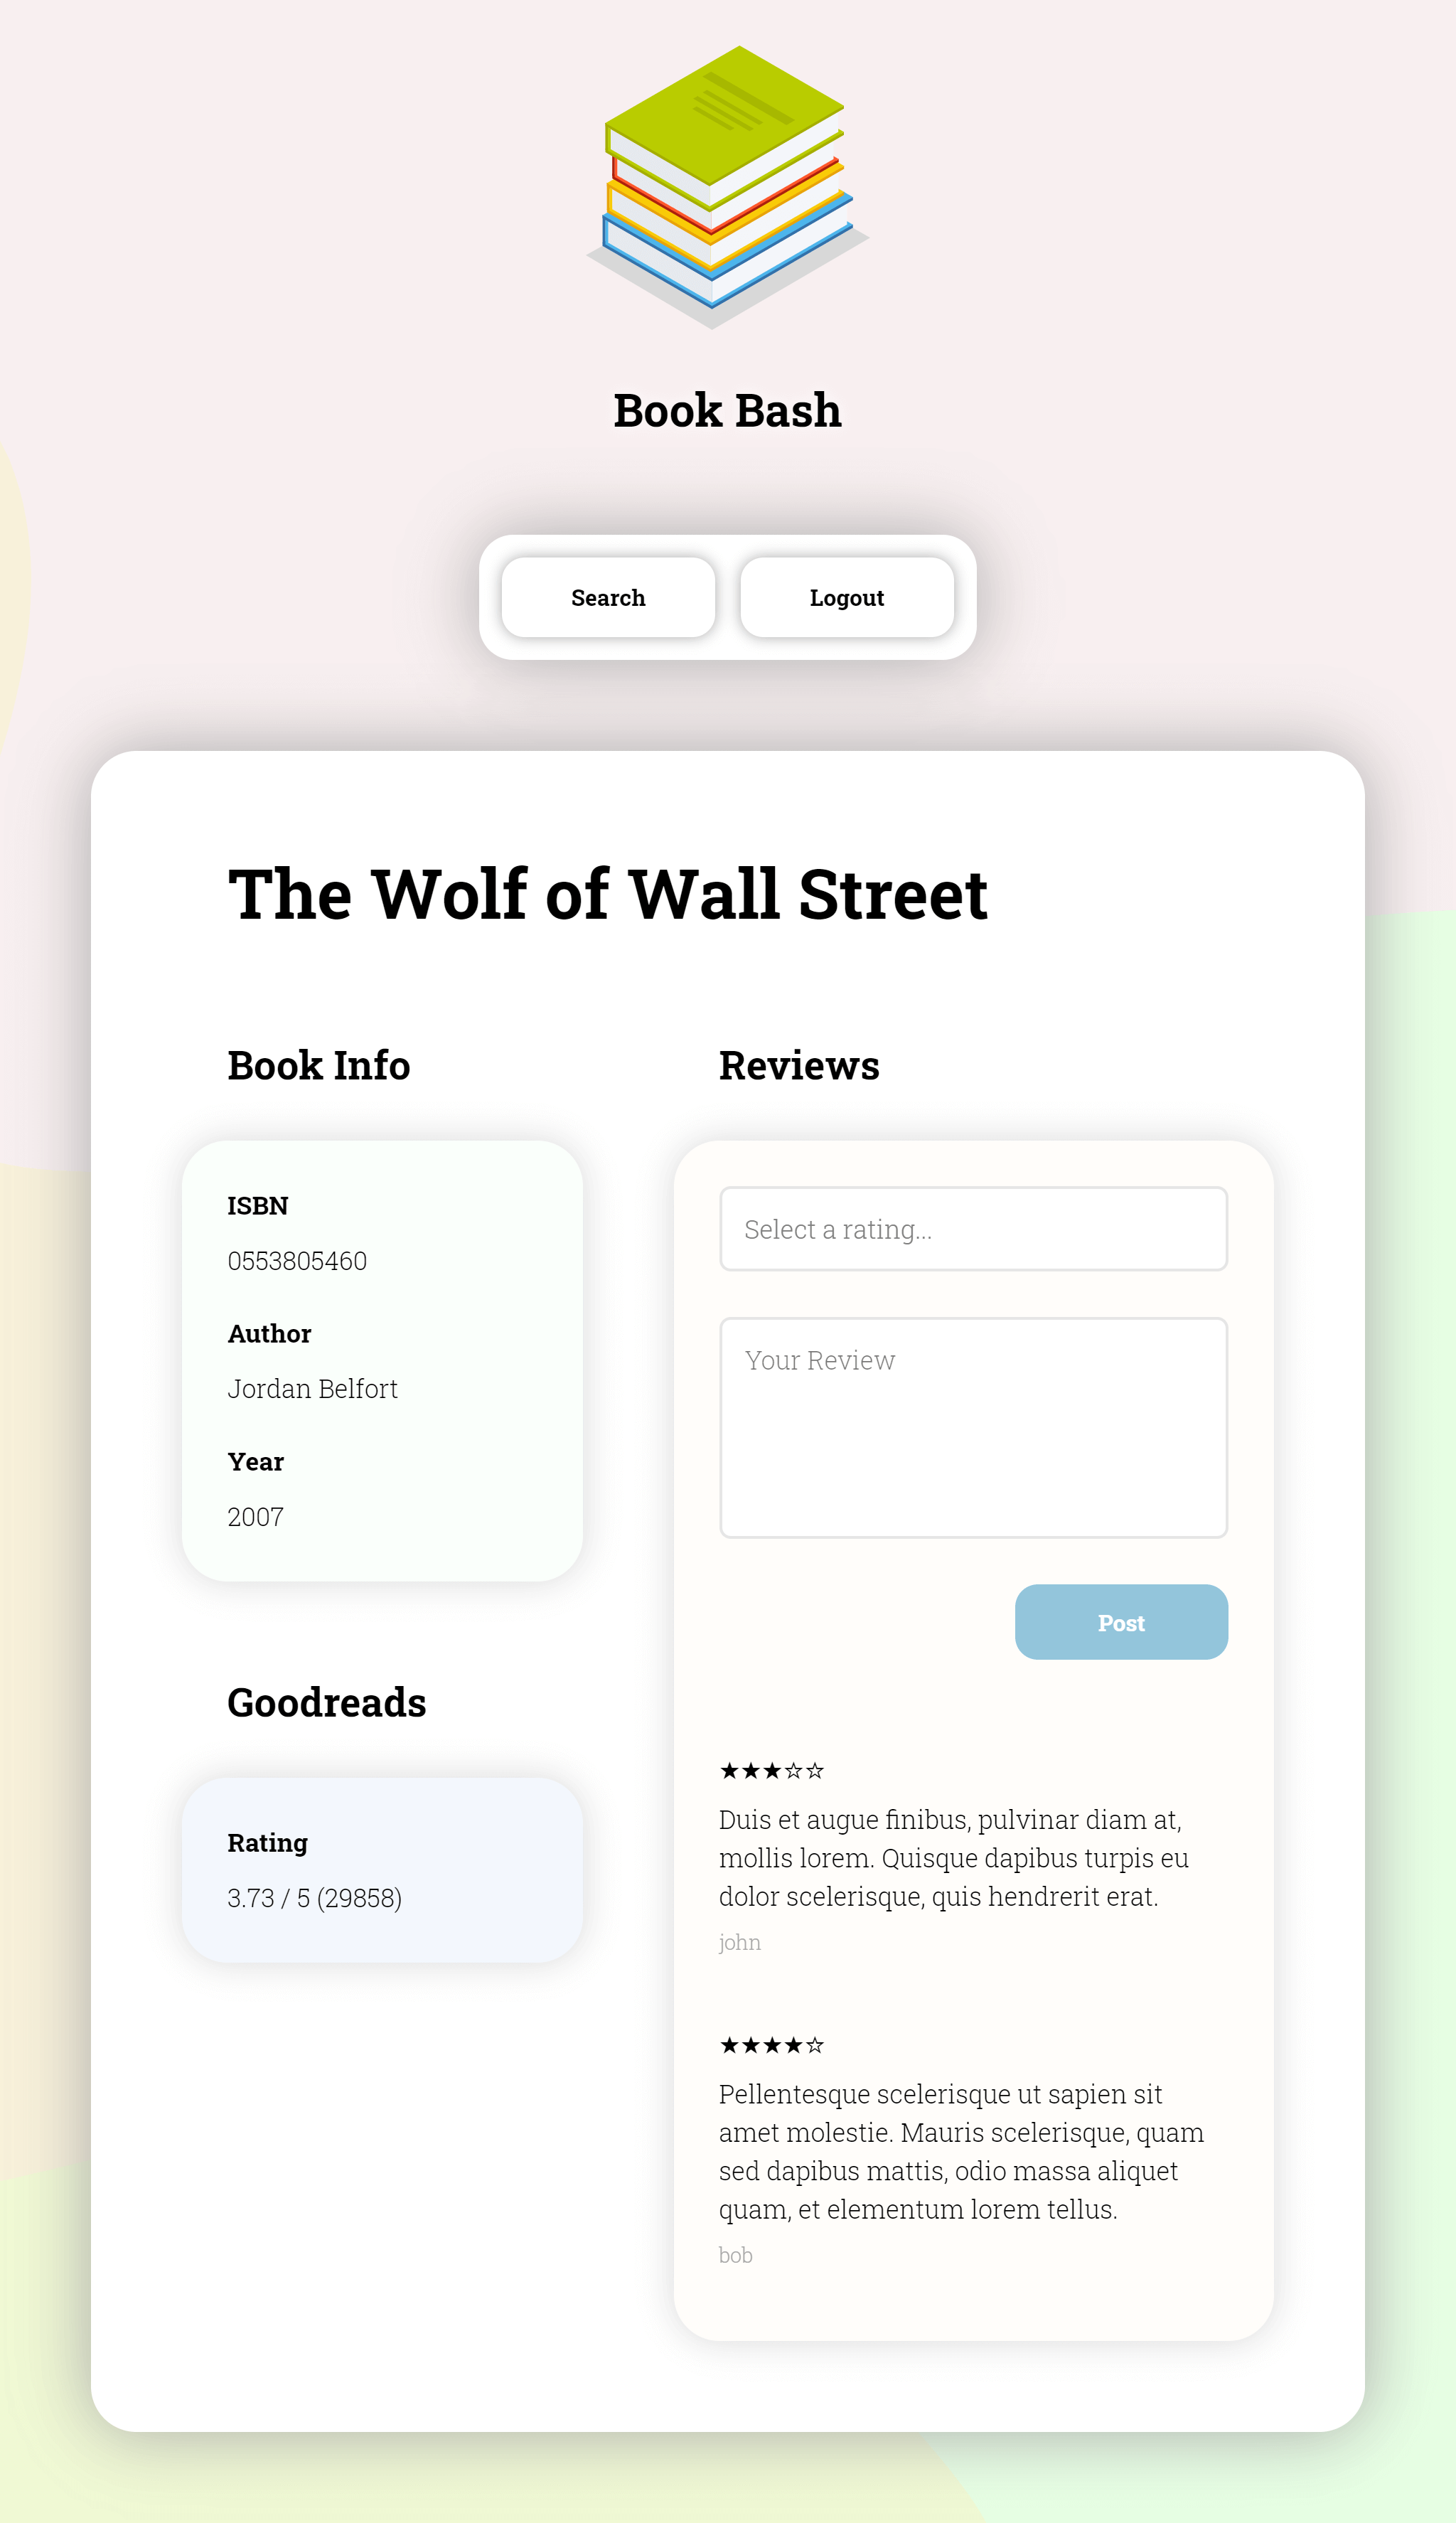 Book Bash
Search
Logout
The Wolf of Wall Street
Book Info
ISBN
0553805460
Author
Jordan Belfort
Year
2007
Goodreads
Rating
3.73 / 5 (29858)
Reviews
Select a rating...
Your Review
Post
★★★☆☆
Duis et augue finibus, pulvinar diam at,
mollis lorem. Quisque dapibus turpis eu
dolor scelerisque, quis hendrerit erat.
john
★★★★☆
Pellentesque scelerisque ut sapien sit
amet molestie. Mauris scelerisque, quam
sed dapibus mattis, odio massa aliquet
quam, et elementum lorem tellus.
bob